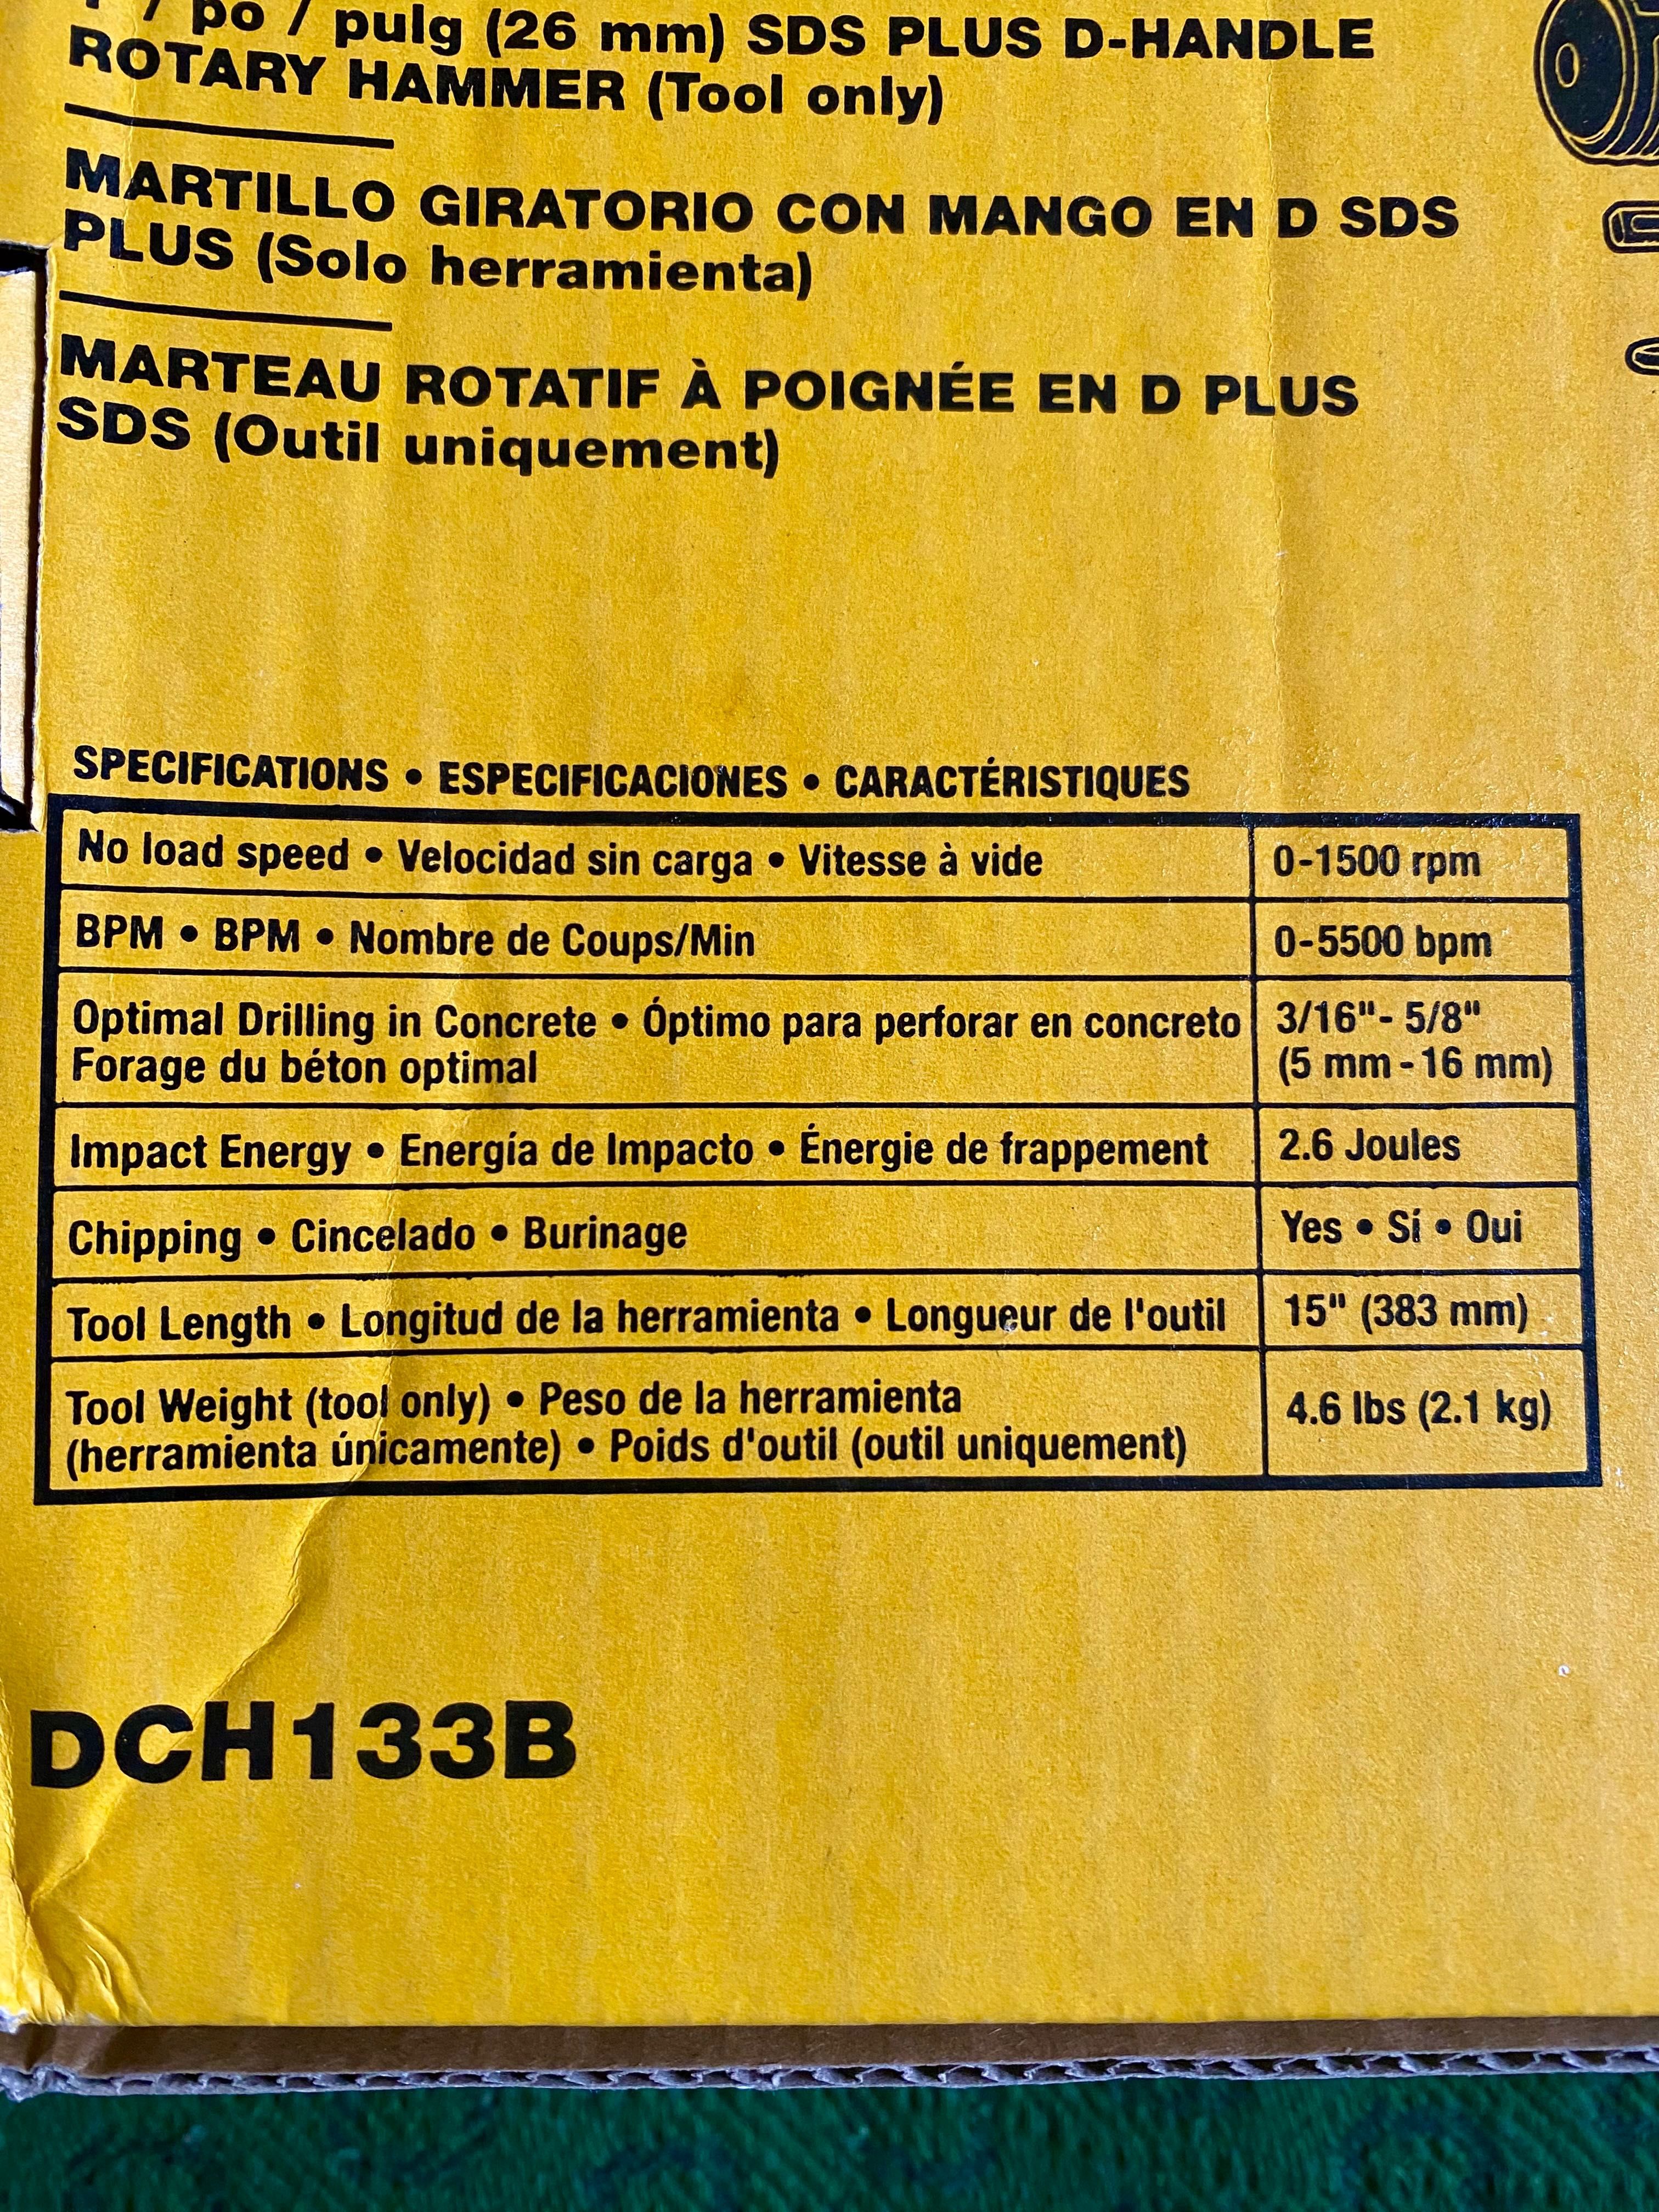 / po / pulg (26 mm) SDS PLUS D-HANDLE
ROTARY HAMMER (Tool only)
MARTILLO GIRATORIO CON MANGO EN D SDS
PLUS (Solo herramienta)
MARTEAU ROTATIF À POIGNÉE EN D PLUS
SDS (Outil uniquement)
SPECIFICATIONS • ESPECIFICACIONES • CARACTÉRISTIQUES
No load speed • Velocidad sin carga • Vitesse à vide 0-1500 rpm
BPM • BPM • Nombre de Coups/Min 0-5500 bpm
Optimal Drilling in Concrete • Óptimo para perforar en concreto 3/16"- 5/8"
Forage du béton optimal (5 mm - 16 mm)
Impact Energy • Energía de Impacto • Énergie de frappement 2.6 Joules
Chipping • Cincelado • Burinage Yes • Sí • Oui
Tool Length • Longitud de la herramienta • Longueur de l'outil 15" (383 mm)
Tool Weight (tool only) • Peso de la herramienta 4.6 lbs (2.1 kg)
(herramienta únicamente) • Poids d'outil (outil uniquement)
DCH133B